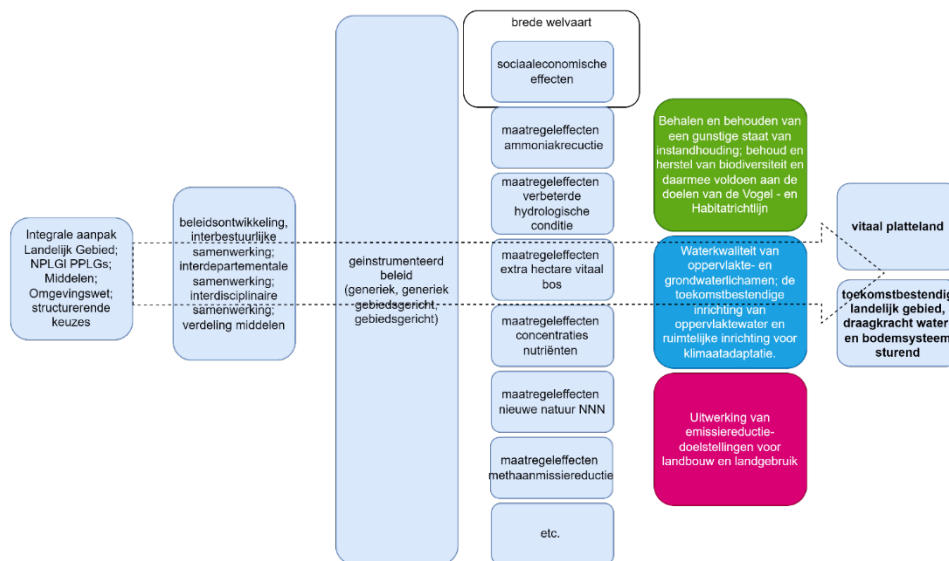 Integrale aanpak
Landelijk Gebied;
NPLGI PPLGs;
Middelen;
Omgevingswet;
structurerende
keuzes
beleidsontwikkeling,
interbestuurlijke
samenwerking;
interdepartementale
samenwerking;
interdisciplinaire
samenwerking;
verdeling middelen
geinstrumenteerd
beleid
(generiek, generiek
gebiedsgericht,
gebiedsgericht)
brede welvaart
sociaaleconomische
effecten
maatregeleffecten
ammoniakrecuctie
maatregeleffecten
verbeterde
hydrologische
conditie
maatregeleffecten
extra hectare vitaal
bos
maatregeleffecten
concentraties
nutriënten
maatregeleffecten
nieuwe natuur NNN
maatregeleffecten
methaanmissiereductie
etc.
Behalen en behouden van
een gunstige staat van
instandhouding; behoud en
herstel van biodiversiteit en
daarmee voldoen aan de
doelen van de Vogel - en
Habitatrichtlijn
Waterkwaliteit van
oppervlakte- en
grondwaterlichamen; de
toekomstbestendige
inrichting van
oppervlaktewater en
ruimtelijke inrichting voor
klimaatadaptatie.
Uitwerking van
emissiereductie-
doelstellingen voor
landbouw en landgebruik
vitaal platteland
toekomstbestendig
landelijk gebied,
draagkracht water-
en bodemsysteem
sturend